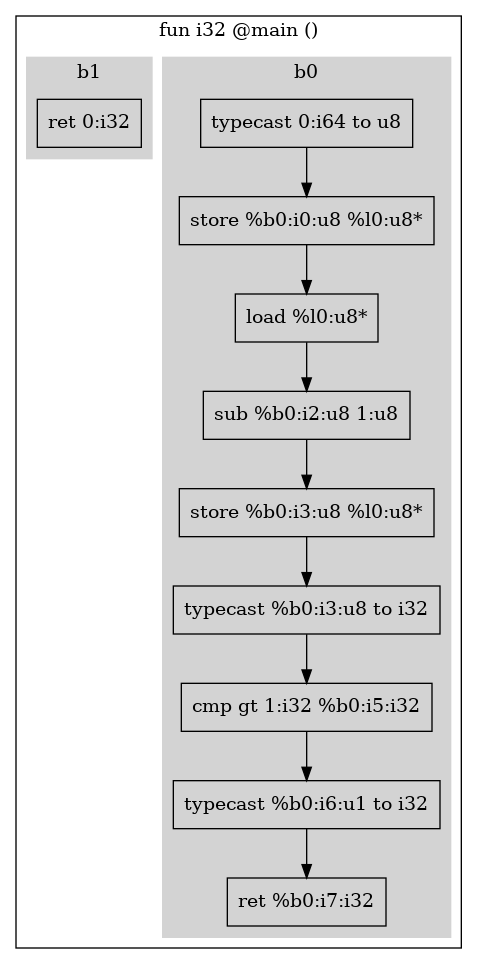 fun i32 @main ()
b1
ret 0:i32
b0
typecast 0:i64 to u8
store %b0:i0:u8 %l0:u8*
load %l0:u8*
sub %b0:i2:u8 1:u8
store %b0:i3:u8 %l0:u8*
typecast %b0:i3:u8 to i32
cmp gt 1:i32 %b0:i5:i32
typecast %b0:i6:u1 to i32
ret %b0:i7:i32